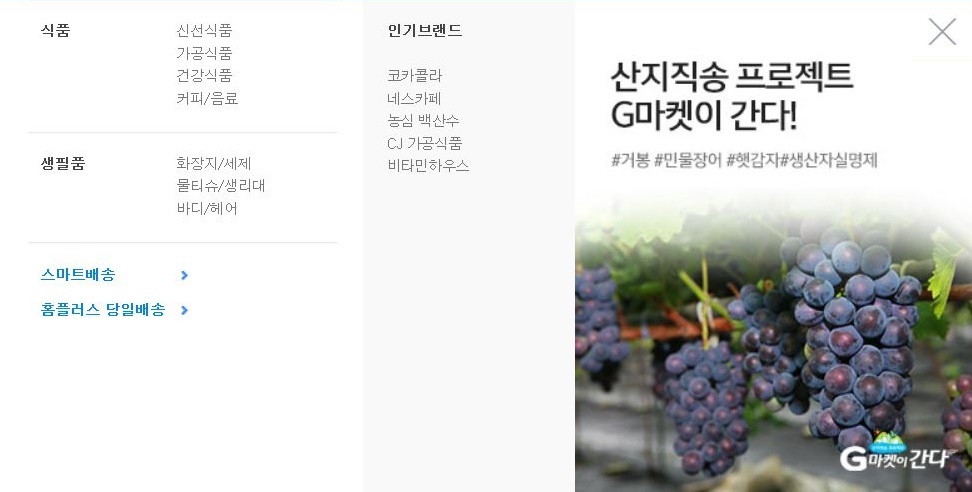 식품
신선식품
가공식품
건강식품
커피/음료
생필품
화장지/세제
물티슈/생리대
바디/헤어
스마트배송
홈플러스 당일배송
인기브랜드
코카콜라
네스카페
농심 백산수
CJ 가공식품
비타민하우스
산지직송 프로젝트
G마켓이 간다!
#거봉 #민물장어 #햇감자#생산자실명제
G마켓이 간다